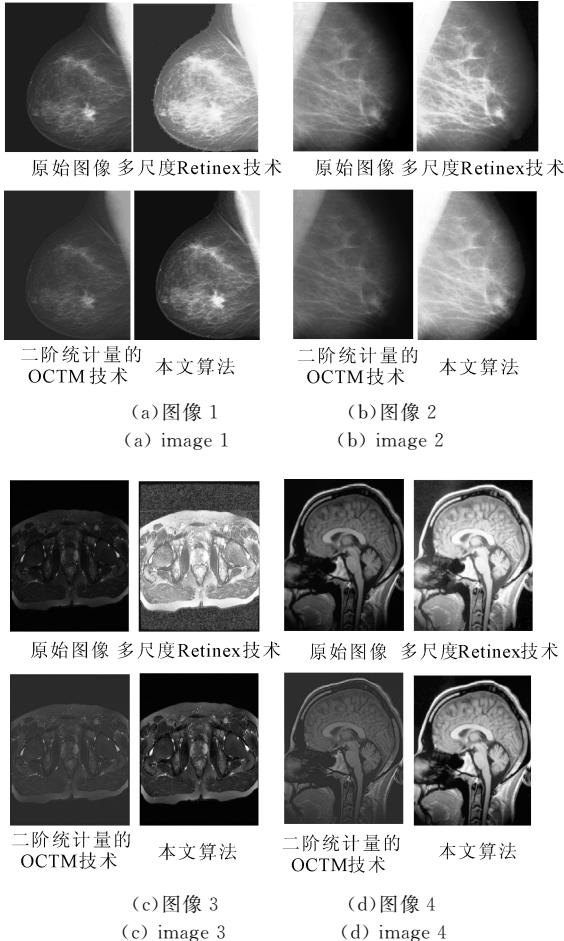 原始图像 多尺度Retinex技术 原始图像 多尺度Retinex技术
二阶统计量的
OCTM 技术
本文算法
二阶统计量的
OCTM技术
本文算法
(a)图像 1
(a) image 1
(b)图像 2
(b) image 2
原始图像 多尺度Retinex技术 原始图像 多尺度Retinex技术
二阶统计量的
OCTM技术
本文算法
二阶统计量的
OCTM技术
本文算法
(c)图像 3
(c) image 3
(d)图像 4
(d) image 4